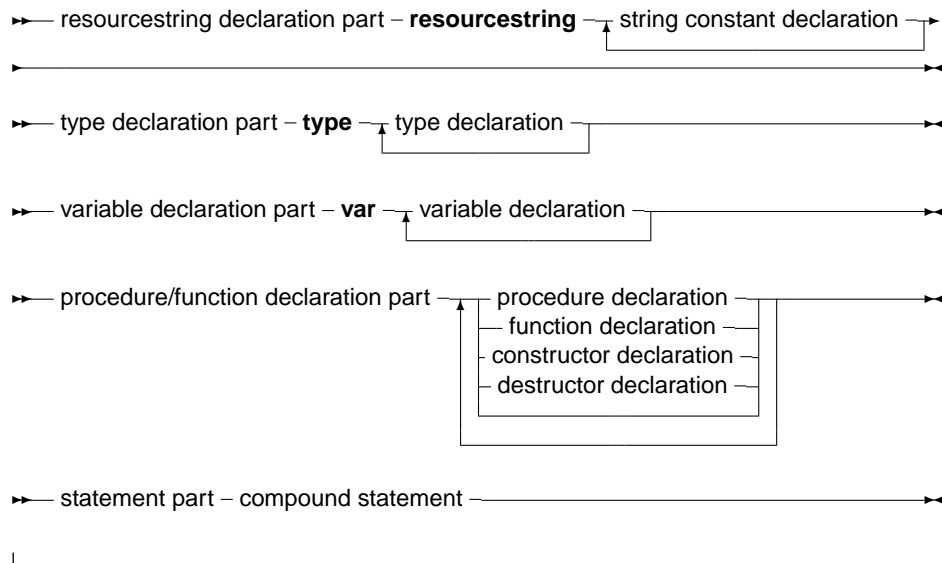 resourcestring declaration part – resourcestring – string constant declaration
type declaration part – type – type declaration
variable declaration part – var – variable declaration
procedure/function declaration part – procedure declaration
function declaration
constructor declaration
destructor declaration
statement part – compound statement